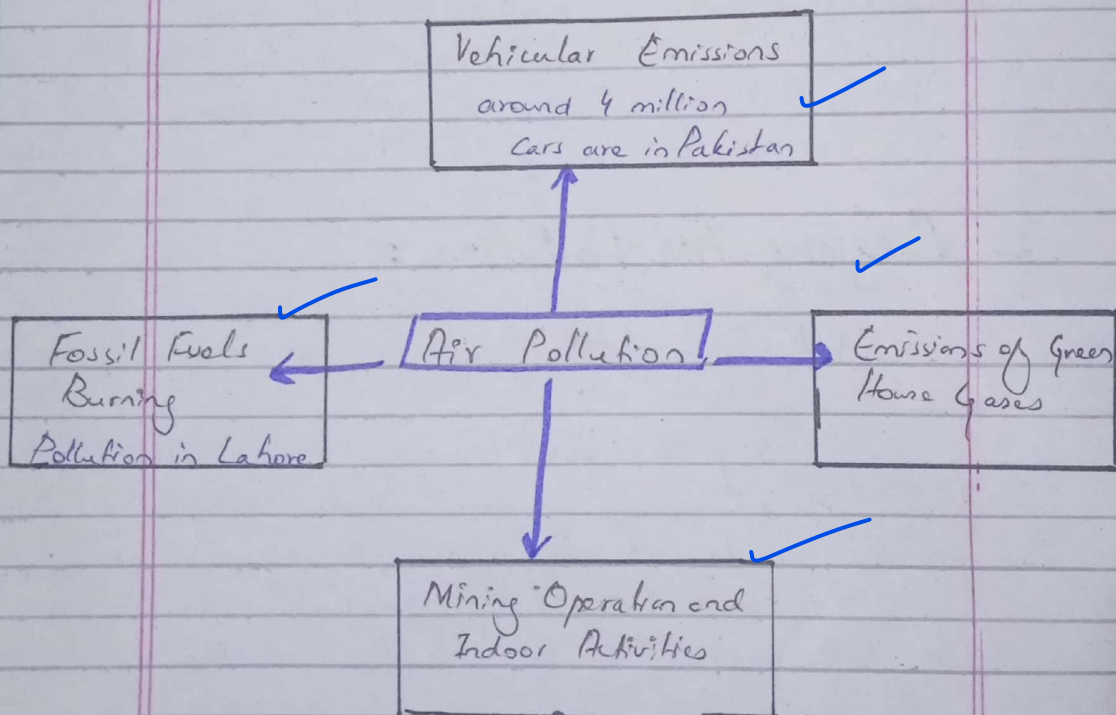 Vehicular Emissions
around 4 million
Cars are in Pakistan
Fossil Fuels
Burning
Pollution in Lahore
Air Pollution
Emissions of Green
House Gases
Mining Operation and
Indoor Activities